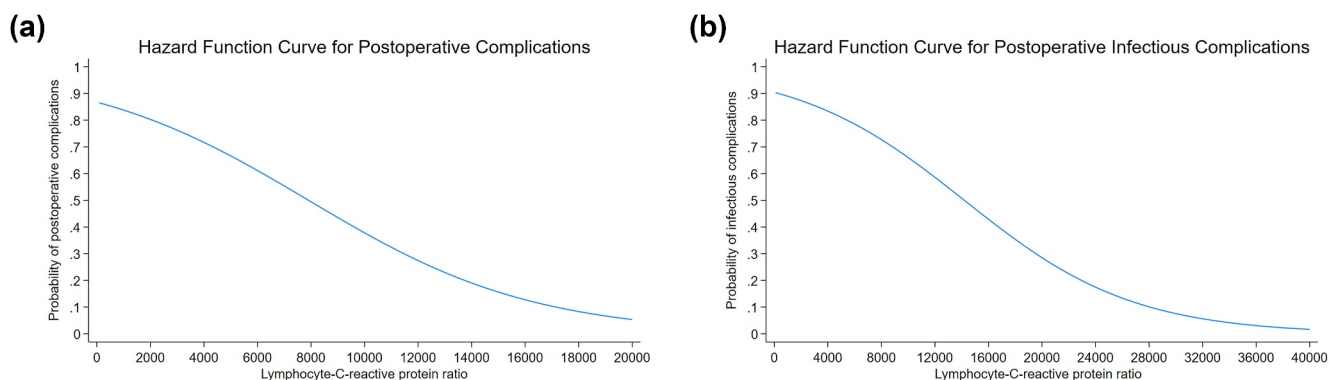 (a)
Hazard Function Curve for Postoperative Complications
Probability of postoperative complications
1
.9
.8
.7
.6
.5
.4
.3
.2
.1
0
0 2000 4000 6000 8000 10000 12000 14000 16000 18000 20000
Lymphocyte-C-reactive protein ratio
(b)
Hazard Function Curve for Postoperative Infectious Complications
Probability of infectious complications
1
.9
.8
.7
.6
.5
.4
.3
.2
.1
0
0 4000 8000 12000 16000 20000 24000 28000 32000 36000 40000
Lymphocyte-C-reactive protein ratio